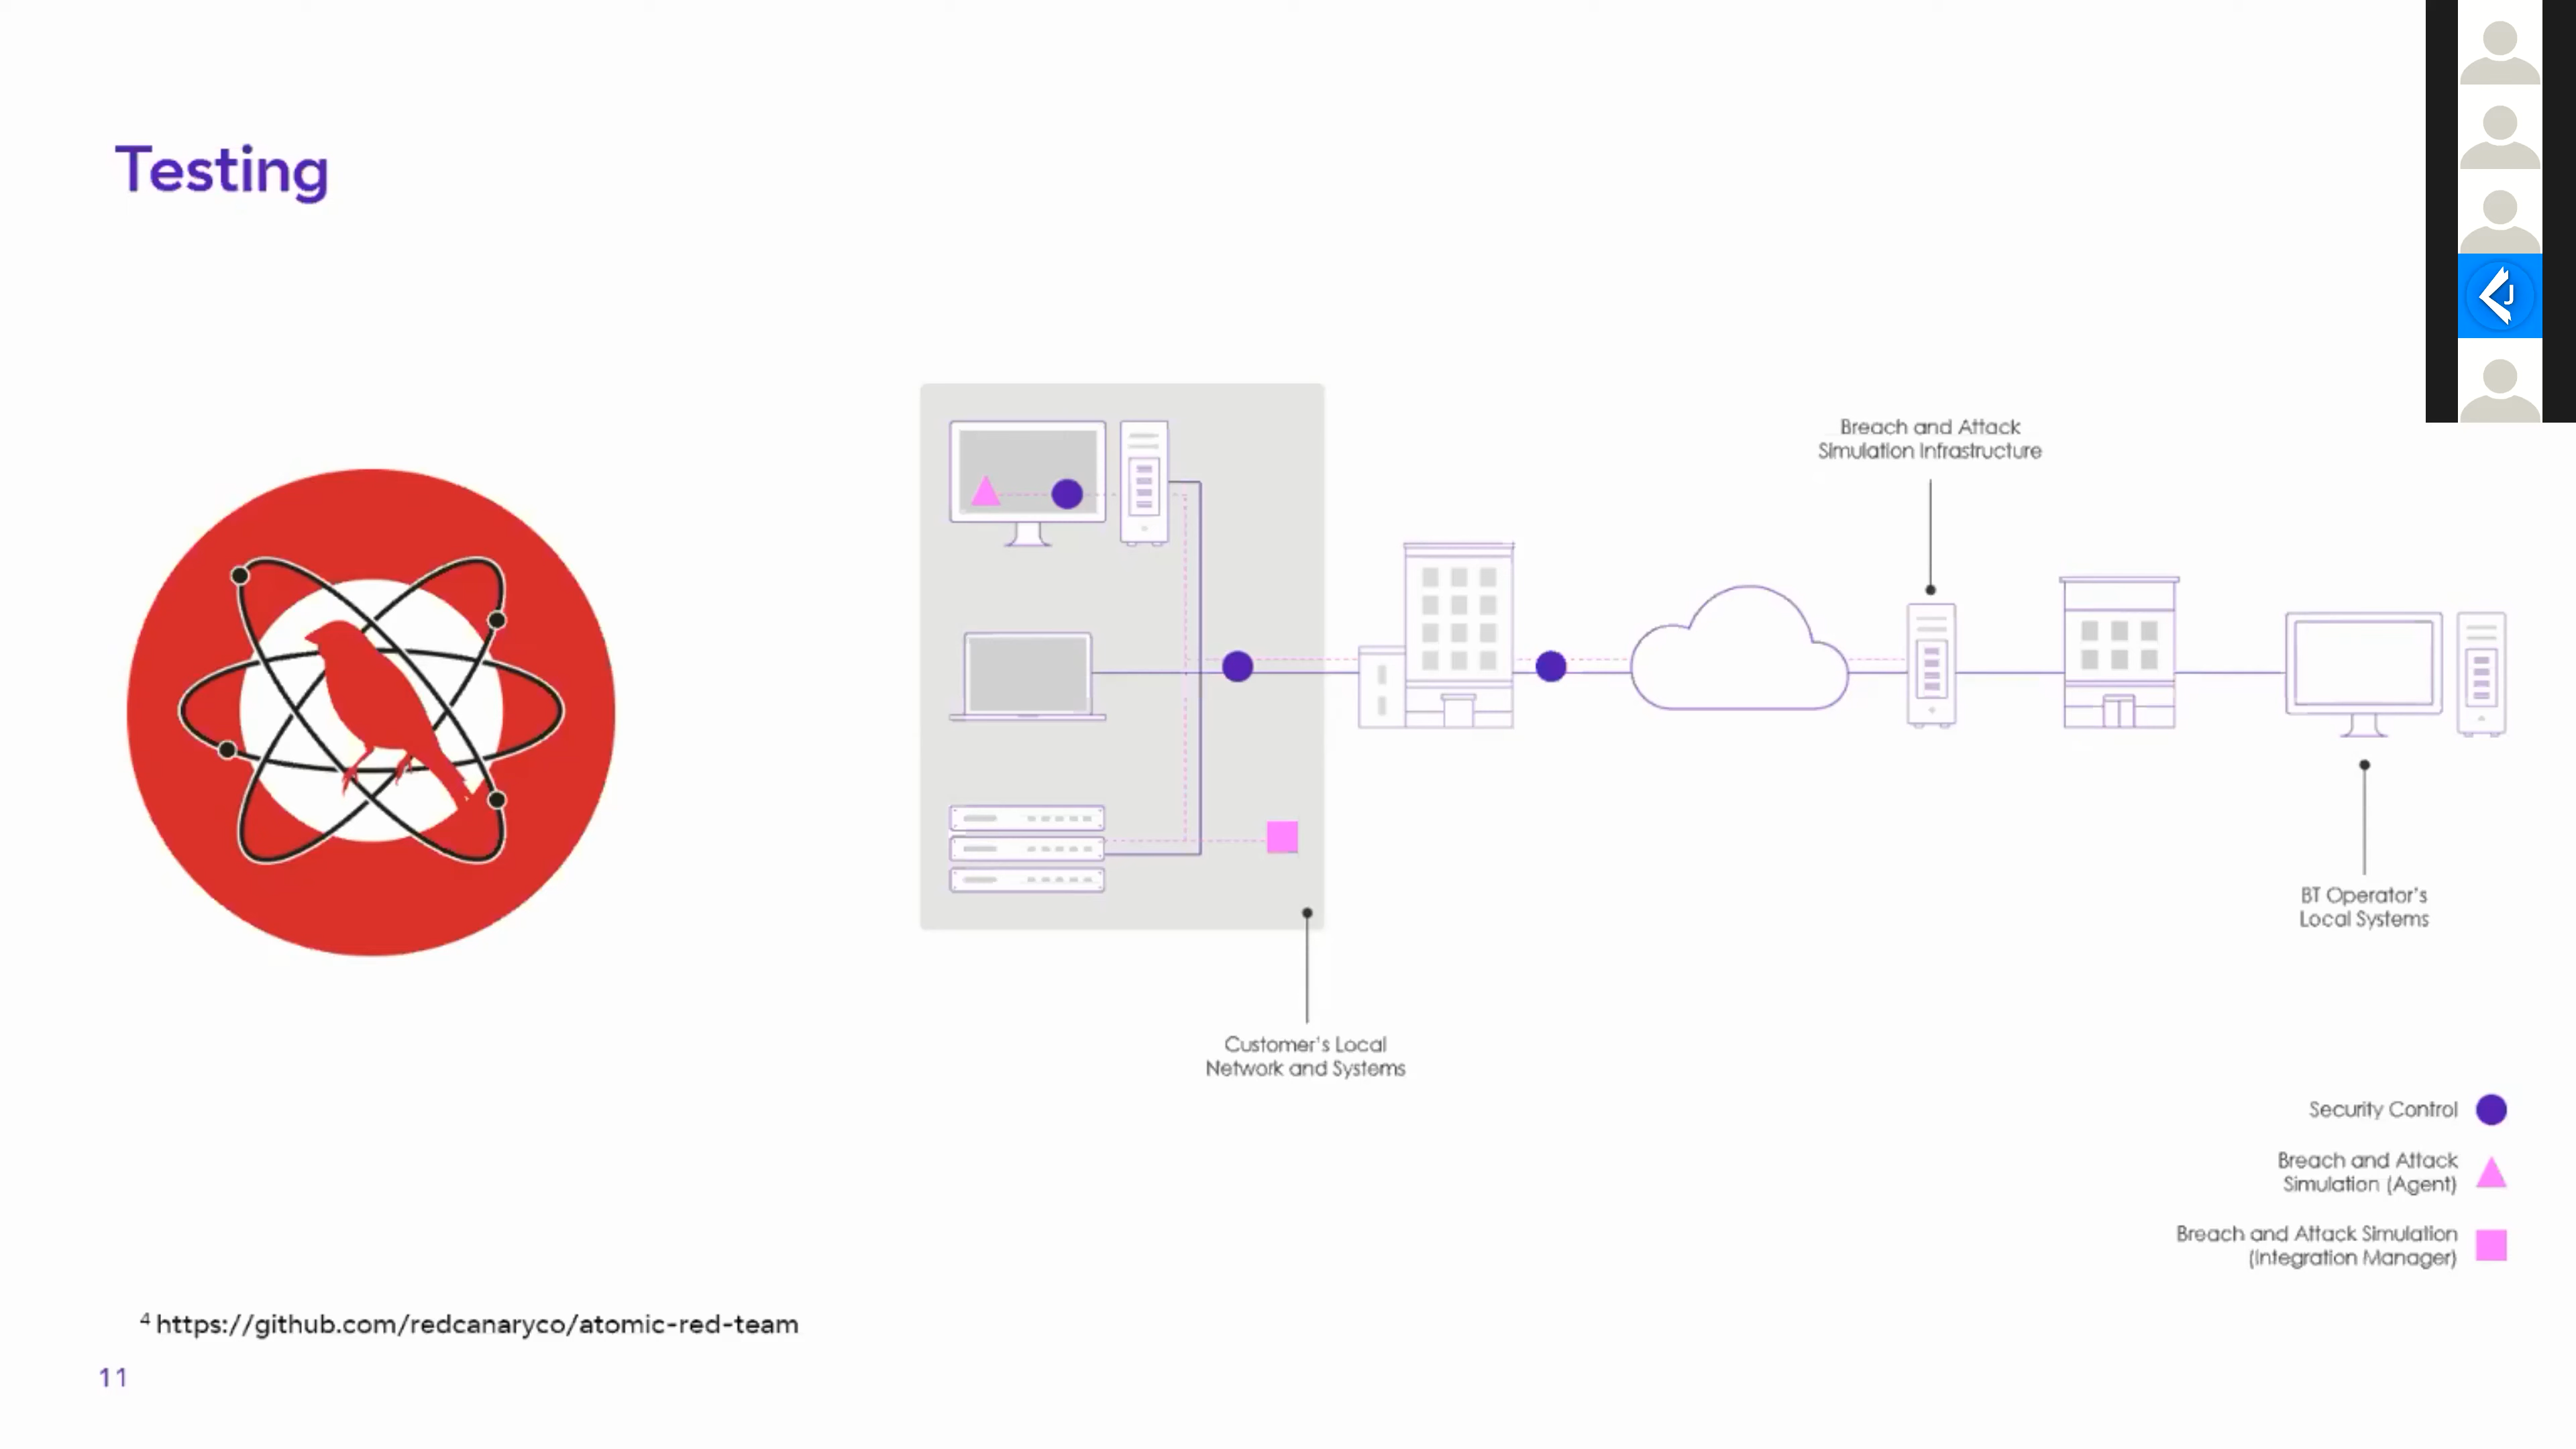 Testing
Breach and Attack
Simulation Infrastructure
BT Operator's
Local Systems
Customer's Local
Network and Systems
Security Control
Breach and Attack
Simulation (Agent)
Breach and Attack Simulation
(Integration Manager)
4 https://github.com/redcanaryco/atomic-red-team
11
J